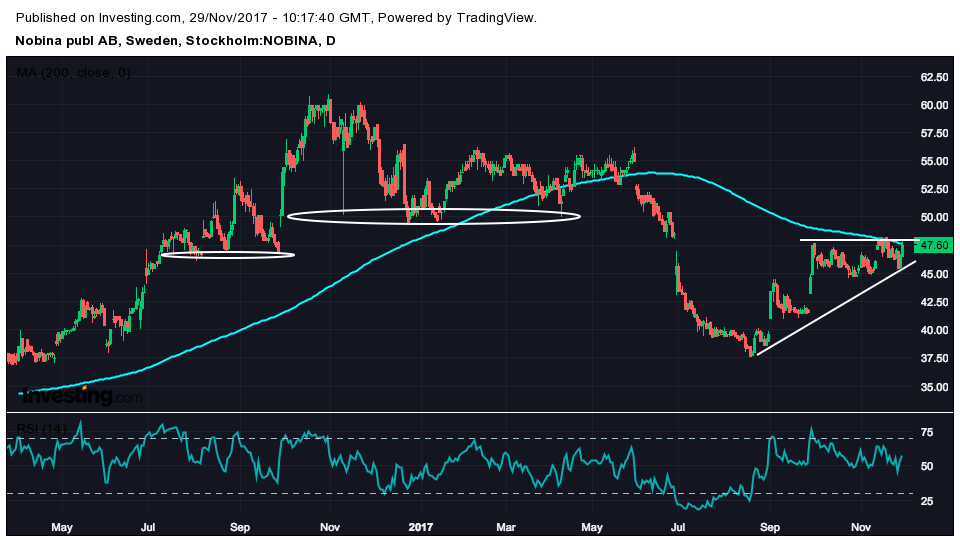 Published on Investing.com, 29/Nov/2017 - 10:17:40 GMT, Powered by TradingView.
Nobina publ AB, Sweden, Stockholm:NOBINA, D
MA (200, close, 0)
62.50
60.00
57.50
55.00
52.50
50.00
47.60
45.00
42.50
40.00
37.50
35.00
Investing.com
RSI (14)
75
50
25
May Jul Sep Nov 2017 Mar May Jul Sep Nov